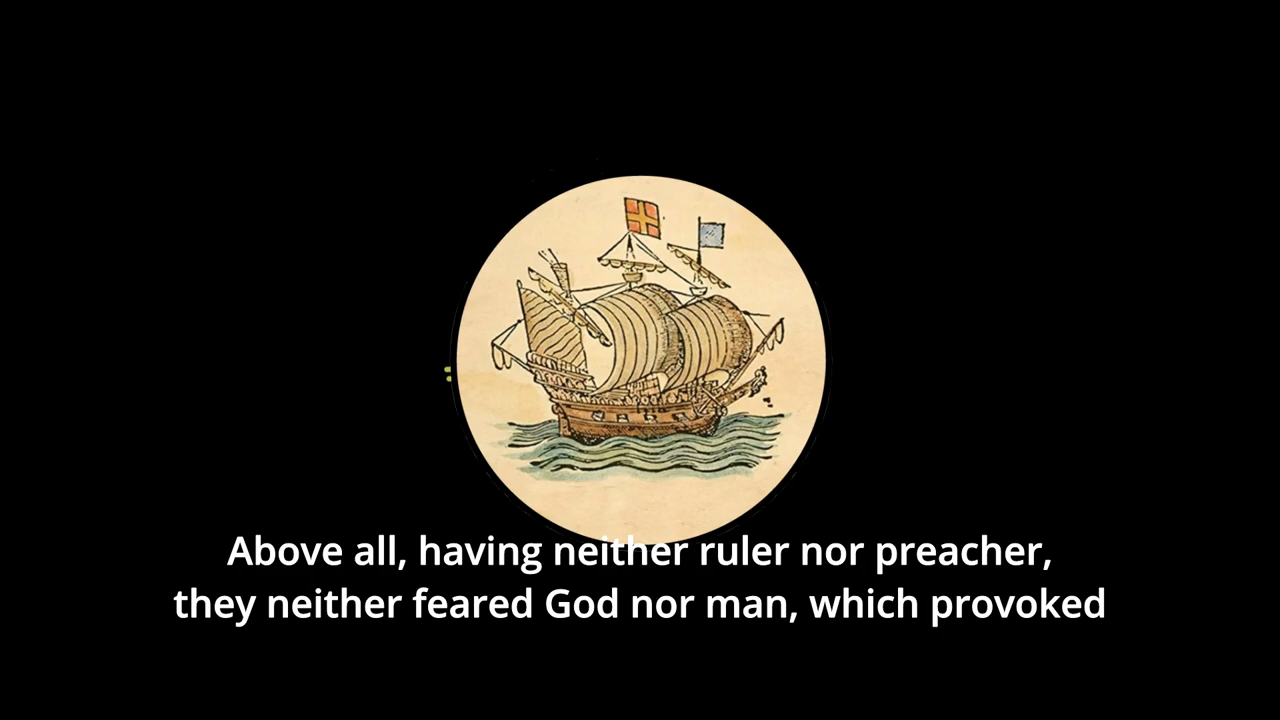 Above all, having neither ruler nor preacher,
they neither feared God nor man, which provoked